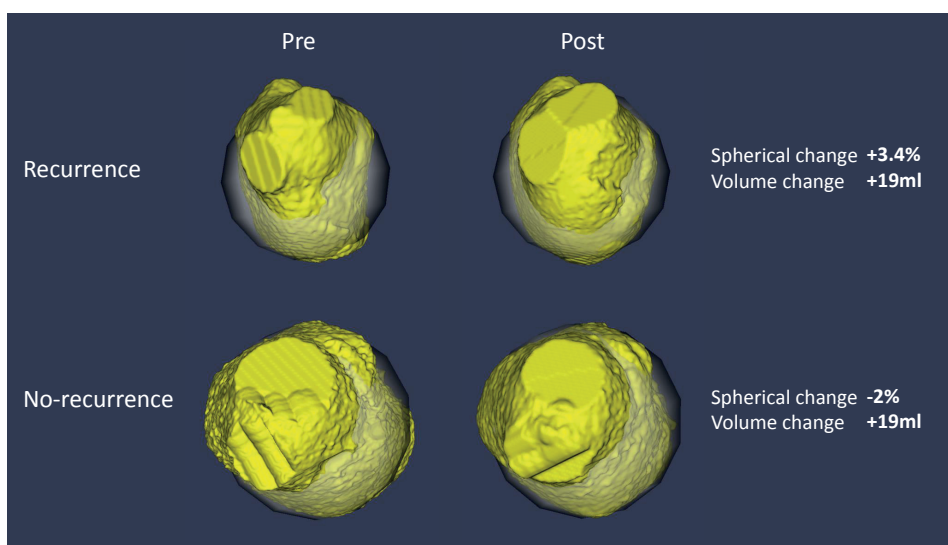 Pre Post
Recurrence
Spherical change +3.4%
Volume change +19ml
No-recurrence
Spherical change -2%
Volume change +19ml